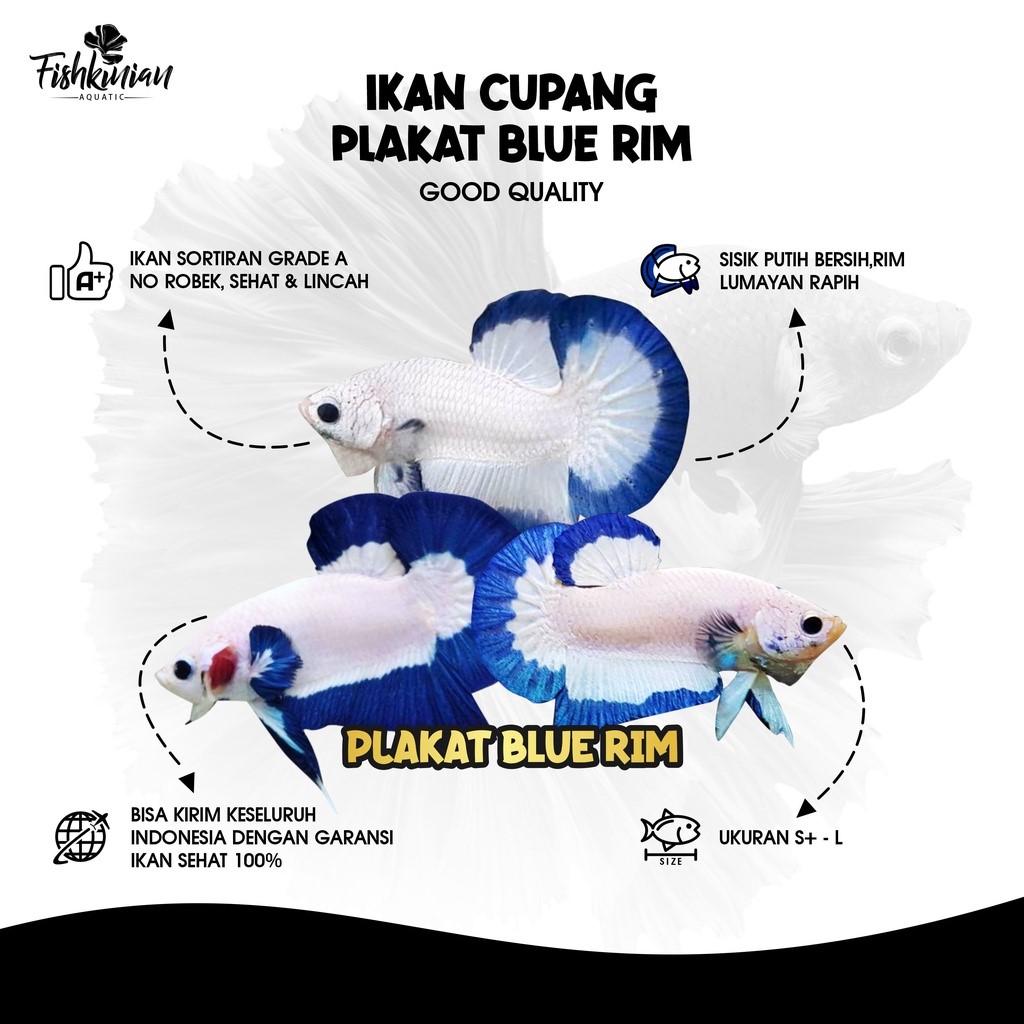 Fishkinian
AQUATIC
IKAN CUPANG
PLAKAT BLUE RIM
GOOD QUALITY
A+
IKAN SORTIRAN GRADE A
NO ROBEK, SEHAT & LINCAH
SISIK PUTIH BERSIH,RIM
LUMAYAN RAPIH
PLAKAT BLUE RIM
BISA KIRIM KESELURUH
INDONESIA DENGAN GARANSI
IKAN SEHAT 100%
SIZE
UKURAN S+ - L